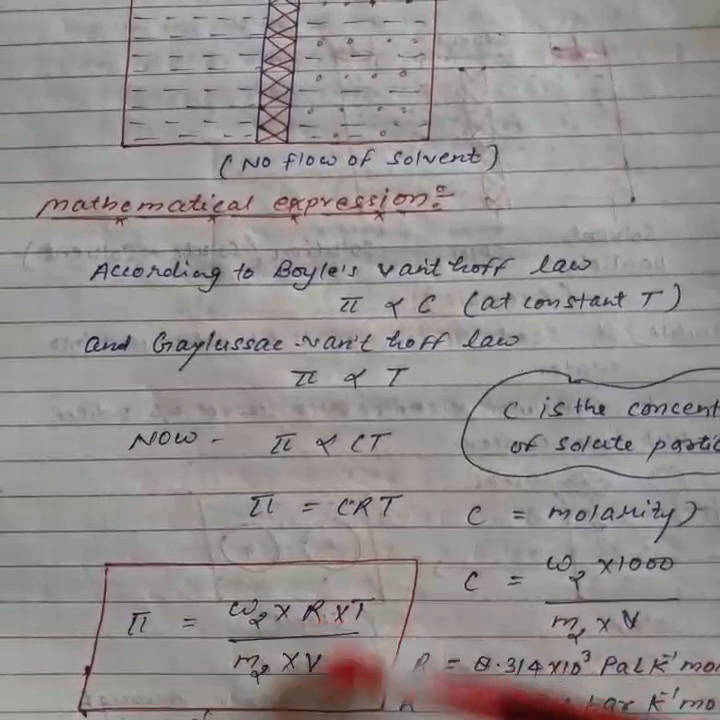 (No flow of solvent)
mathematical expression:
According to Boyle's van't hoff law
π ∝ C (at constant T)
and Gaylussac van't hoff law
π ∝ T
C is the concent
of solute partic
Now - π ∝ CT
π = CRT
C = molarity)
C = w2 × 1000 / m2 × V
π = w2 × R × T / m2 × V
R = 8.314 × 10³ Pa L K⁻¹ mo
bar K⁻¹ mo